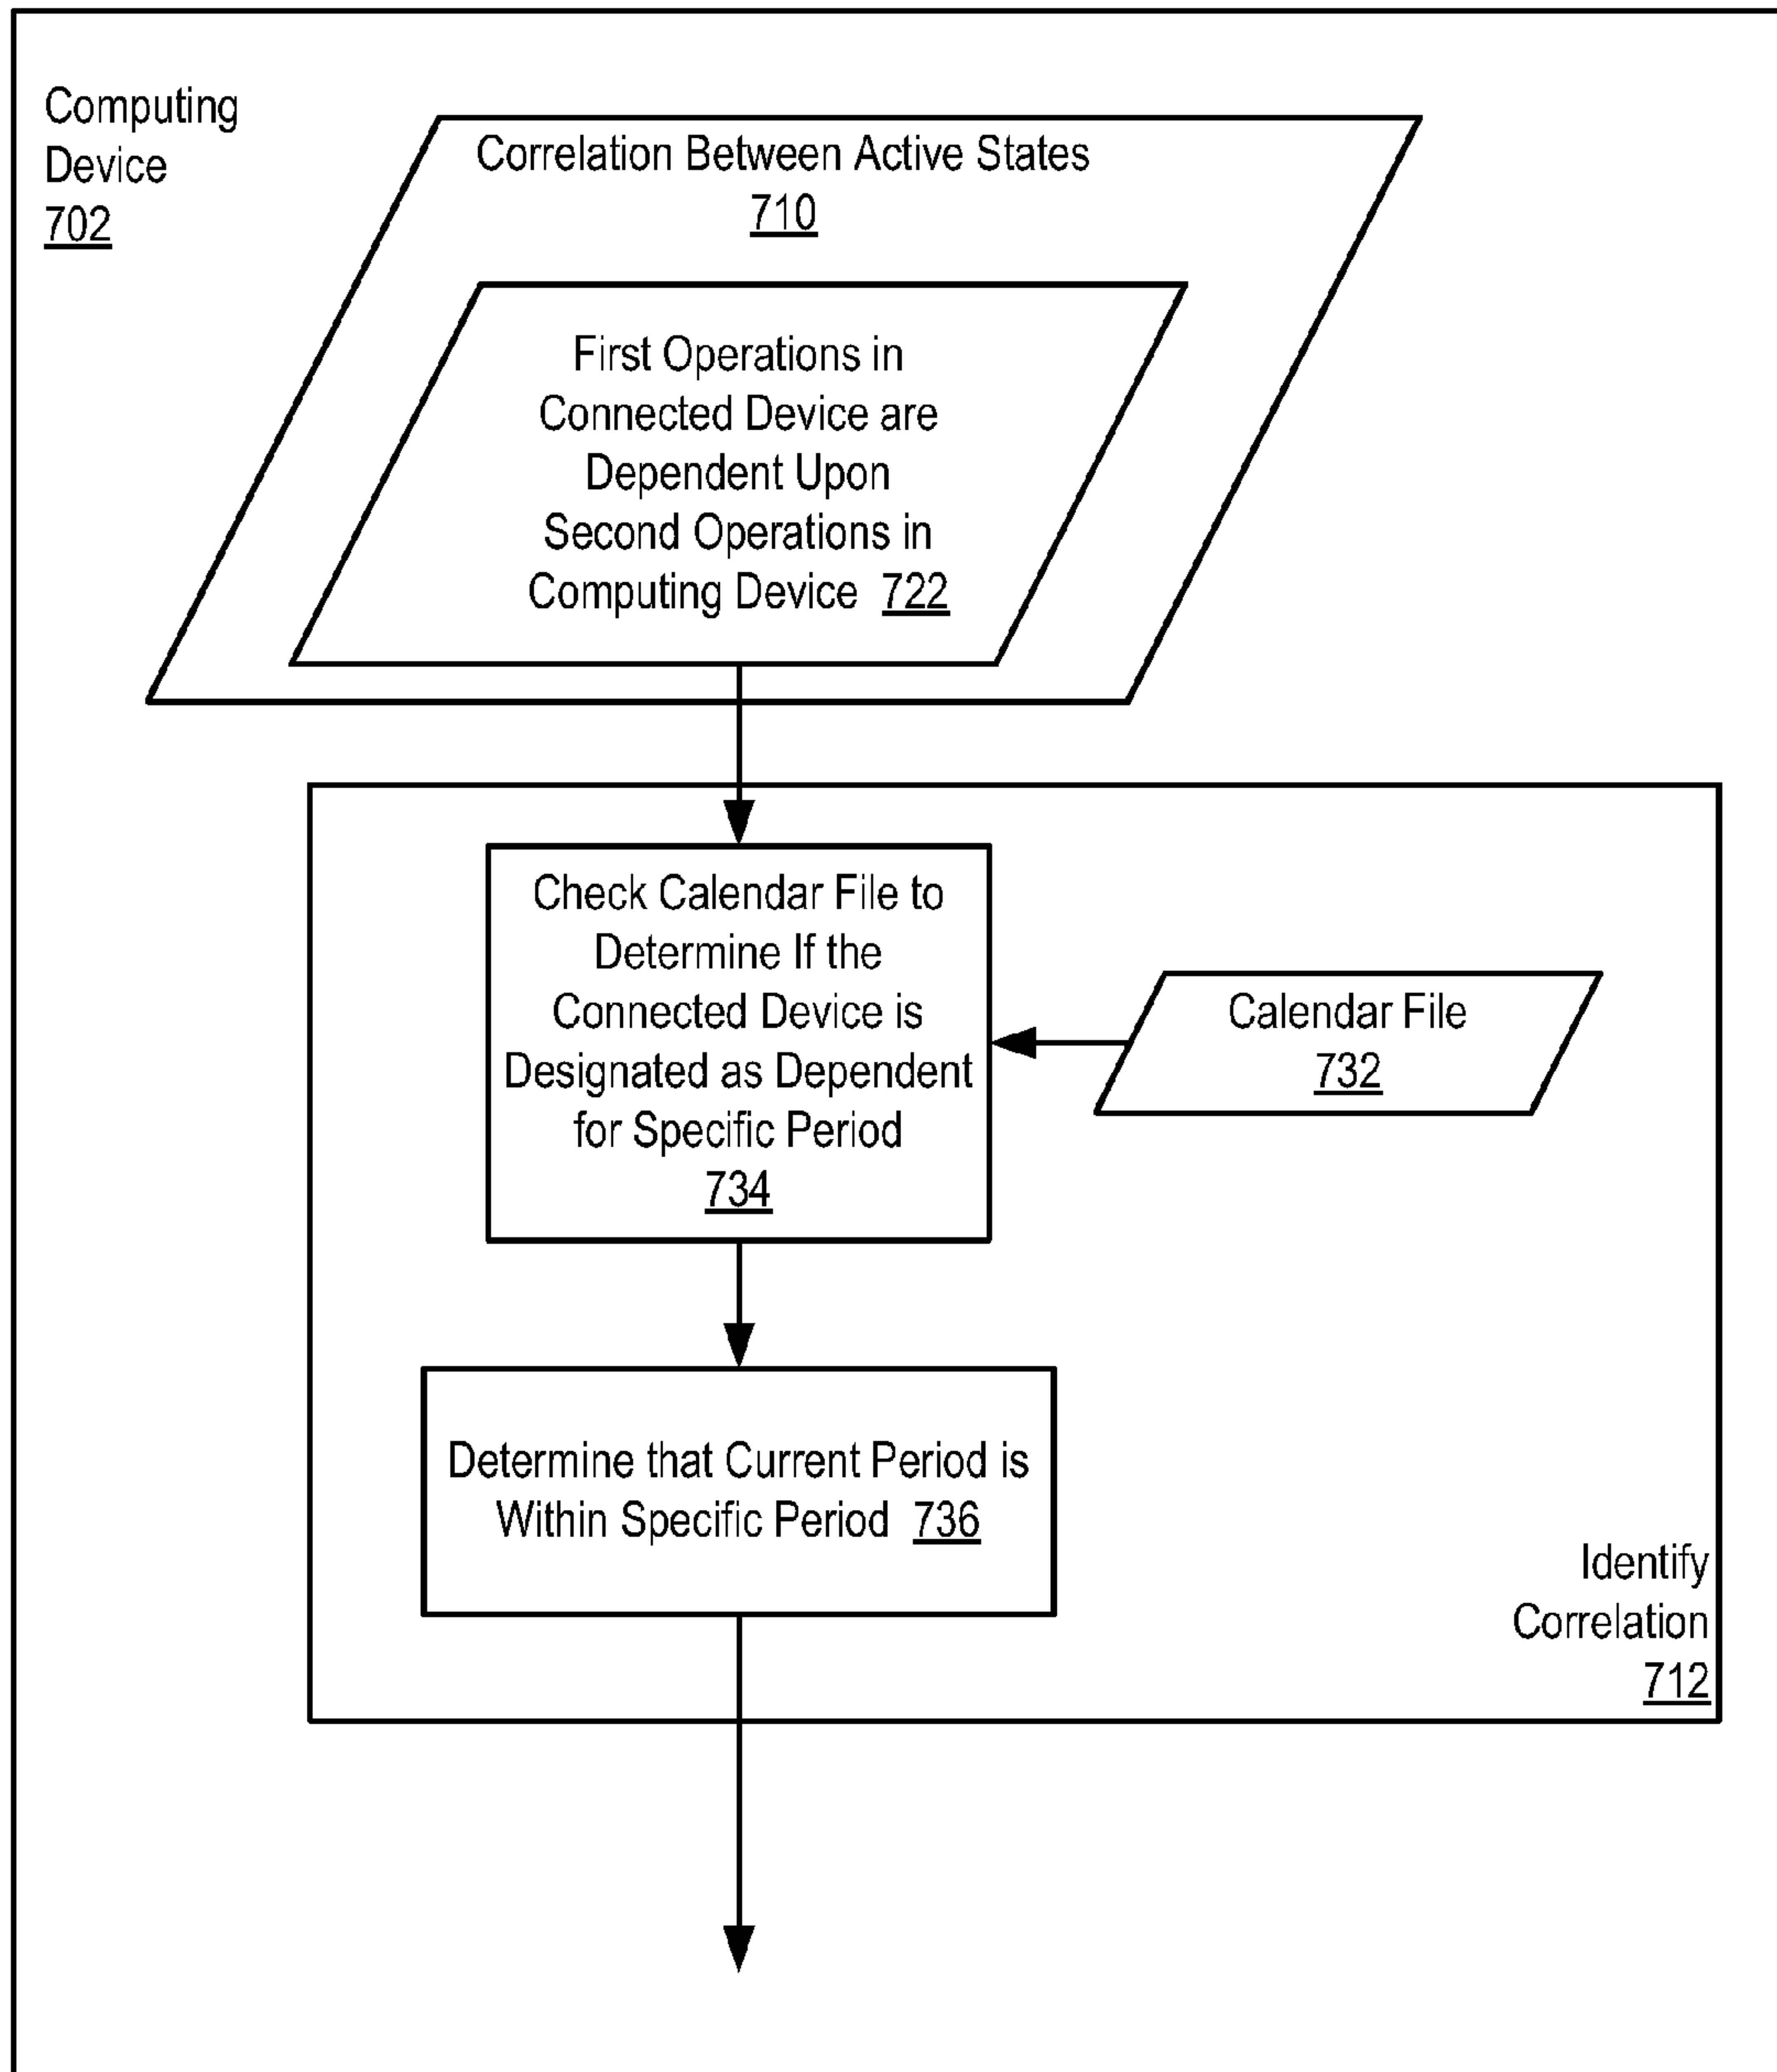 Computing
Device
702
Correlation Between Active States
710
First Operations in
Connected Device are
Dependent Upon
Second Operations in
Computing Device 722
Check Calendar File to
Determine If the
Connected Device is
Designated as Dependent
for Specific Period
734
Calendar File
732
Determine that Current Period is
Within Specific Period 736
Identify
Correlation
712